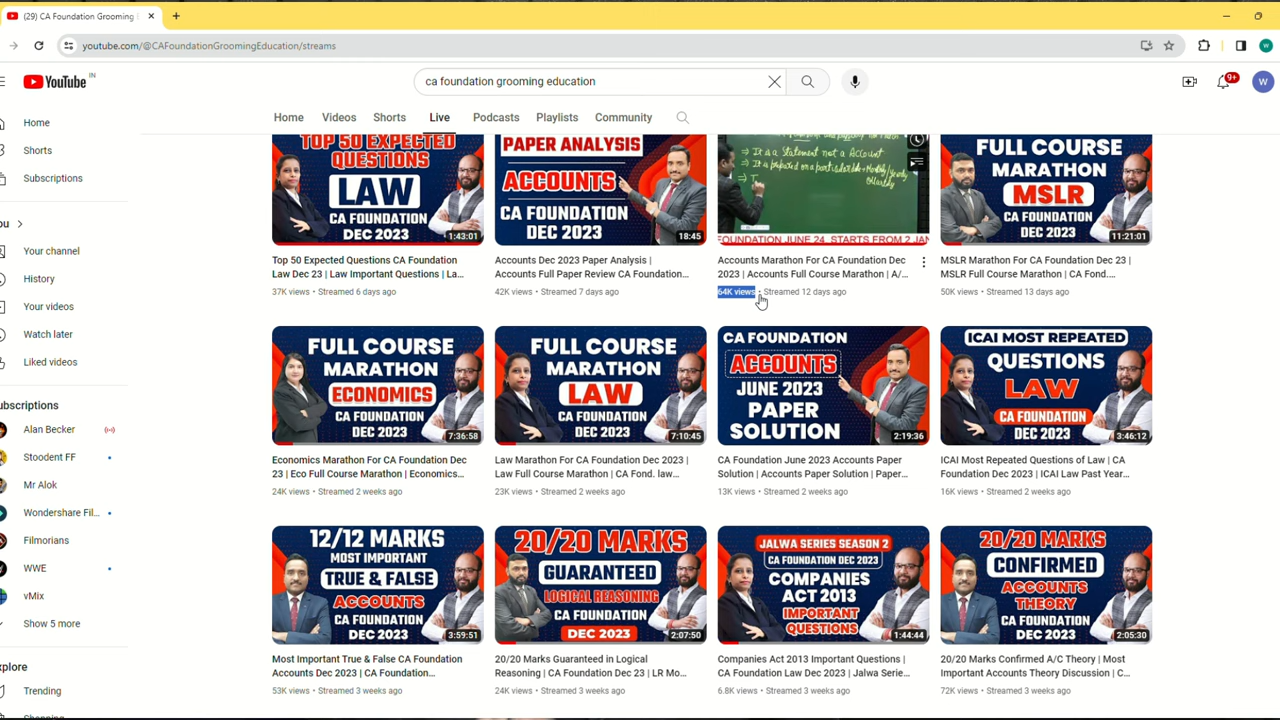 (29) CA Foundation Grooming
youtube.com/@CAFoundationGroomingEducation/streams
YouTube IN
ca foundation grooming education
9+
W
Home
Shorts
Subscriptions
Your channel
History
Your videos
Watch later
Liked videos
Alan Becker
Stoodent FF
Mr Alok
Wondershare Fil...
Filmorians
WWE
vMix
Show 5 more
Trending
Home Videos Shorts Live Podcasts Playlists Community
TOP 50 EXPECTED
QUESTIONS
LAW
CA FOUNDATION
DEC 2023
1:43:01
Top 50 Expected Questions CA Foundation
Law Dec 23 | Law Important Questions | La...
37K views • Streamed 6 days ago
PAPER ANALYSIS
ACCOUNTS
CA FOUNDATION
DEC 2023
18:45
Accounts Dec 2023 Paper Analysis |
Accounts Full Paper Review CA Foundation...
42K views • Streamed 7 days ago
⇒ It is a Statement not a Account
⇒ It is prepared on a particular date
FOUNDATION JUNE 24, STARTS FROM 2 JAN
Accounts Marathon For CA Foundation Dec
2023 | Accounts Full Course Marathon | A/...
64K views • Streamed 12 days ago
FULL COURSE
MARATHON
MSLR
CA FOUNDATION
DEC 2023
11:21:01
MSLR Marathon For CA Foundation Dec 23 |
MSLR Full Course Marathon | CA Fond....
50K views • Streamed 13 days ago
FULL COURSE
MARATHON
ECONOMICS
CA FOUNDATION
DEC 2023
7:36:58
Economics Marathon For CA Foundation Dec
23 | Eco Full Course Marathon | Economics...
24K views • Streamed 2 weeks ago
FULL COURSE
MARATHON
LAW
CA FOUNDATION
DEC 2023
7:10:45
Law Marathon For CA Foundation Dec 2023 |
Law Full Course Marathon | CA Fond. law...
23K views • Streamed 2 weeks ago
CA FOUNDATION
ACCOUNTS
JUNE 2023
PAPER
SOLUTION
2:19:36
CA Foundation June 2023 Accounts Paper
Solution | Accounts Paper Solution | Paper...
13K views • Streamed 2 weeks ago
ICAI MOST REPEATED
QUESTIONS
LAW
CA FOUNDATION
DEC 2023
3:46:12
ICAI Most Repeated Questions of Law | CA
Foundation Dec 2023 | ICAI Law Past Year...
16K views • Streamed 2 weeks ago
12/12 MARKS
MOST IMPORTANT
TRUE & FALSE
ACCOUNTS
CA FOUNDATION
DEC 2023
3:59:51
Most Important True & False CA Foundation
Accounts Dec 2023 | CA Foundation...
53K views • Streamed 3 weeks ago
20/20 MARKS
GUARANTEED
LOGICAL REASONING
CA FOUNDATION
DEC 2023
2:07:50
20/20 Marks Guaranteed in Logical
Reasoning | CA Foundation Dec 23 | LR Mo...
24K views • Streamed 3 weeks ago
JALWA SERIES SEASON 2
CA FOUNDATION DEC 2023
COMPANIES
ACT 2013
IMPORTANT
QUESTIONS
1:44:44
Companies Act 2013 Important Questions |
CA Foundation Law Dec 2023 | Jalwa Serie...
6.8K views • Streamed 3 weeks ago
20/20 MARKS
CONFIRMED
ACCOUNTS
THEORY
CA FOUNDATION
DEC 2023
2:05:30
20/20 Marks Confirmed A/C Theory | Most
Important Accounts Theory Discussion | C...
72K views • Streamed 3 weeks ago